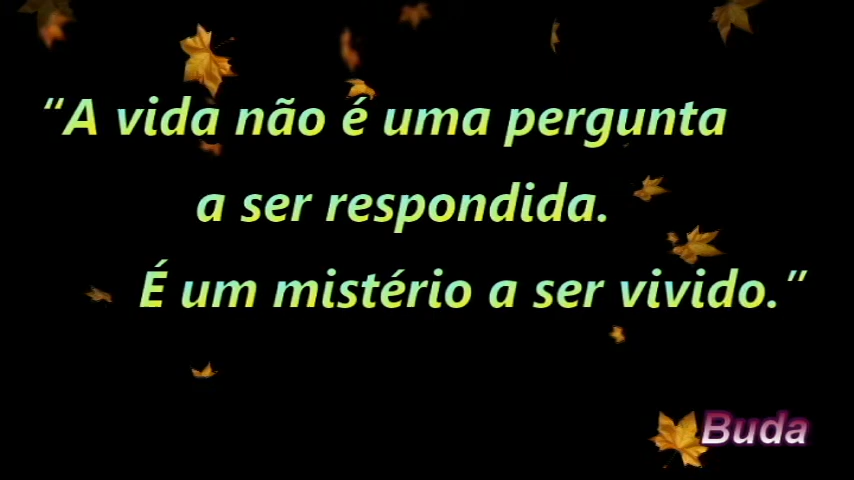 “A vida não é uma pergunta
a ser respondida.
É um mistério a ser vivido.”
Buda